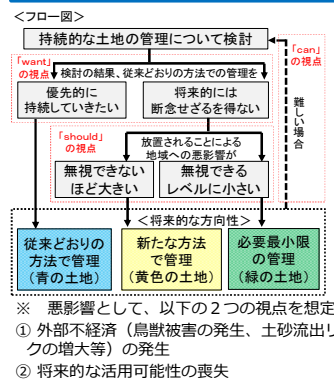 <フロー図>
持続的な土地の管理について検討
「want」
の視点
検討の結果、従来どおりの方法での管理を
「can」
の視点
優先的に
持続していきたい
将来的には
断念せざるを得ない
難しい場合
「should」
の視点
放置されることによる
地域への悪影響が
無視できない
ほど大きい
無視できる
レベルに小さい
<将来的な方向性>
従来どおりの
方法で管理
（青の土地）
新たな方法
で管理
（黄色の土地）
必要最小限
の管理
（緑の土地）
※　悪影響として、以下の２つの視点を想定
① 外部不経済（鳥獣被害の発生、土砂流出リ
クの増大等）の発生
② 将来的な活用可能性の喪失